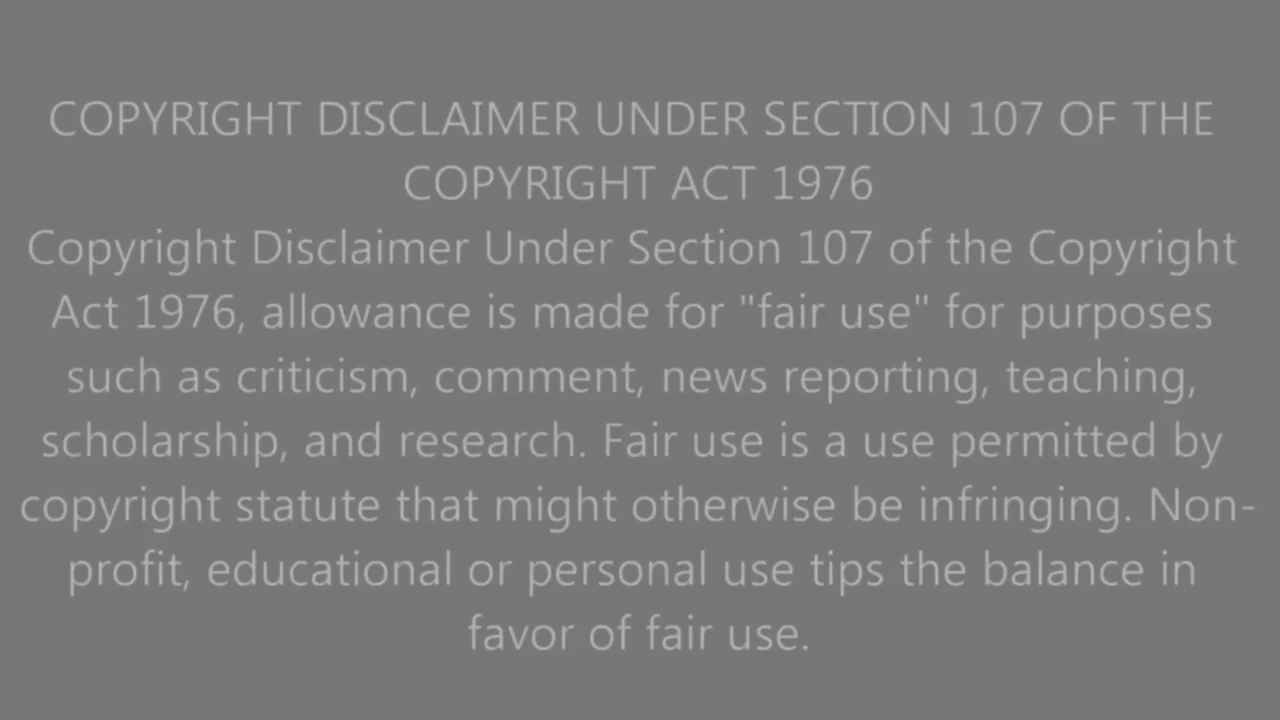 COPYRIGHT DISCLAIMER UNDER SECTION 107 OF THE
COPYRIGHT ACT 1976
Copyright Disclaimer Under Section 107 of the Copyright
Act 1976, allowance is made for "fair use" for purposes
such as criticism, comment, news reporting, teaching,
scholarship, and research. Fair use is a use permitted by
copyright statute that might otherwise be infringing. Non-
profit, educational or personal use tips the balance in
favor of fair use.